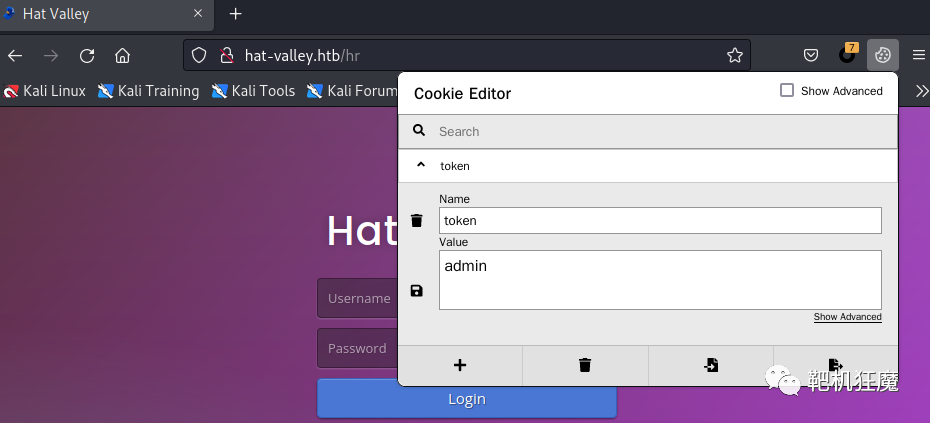 Hat Valley
hat-valley.htb/hr
7
Kali Linux
Kali Training
Kali Tools
Kali Forum
Cookie Editor
Show Advanced
Search
token
Name
token
Value
admin
Show Advanced
Hat
Username
Password
Login
靶机狂魔